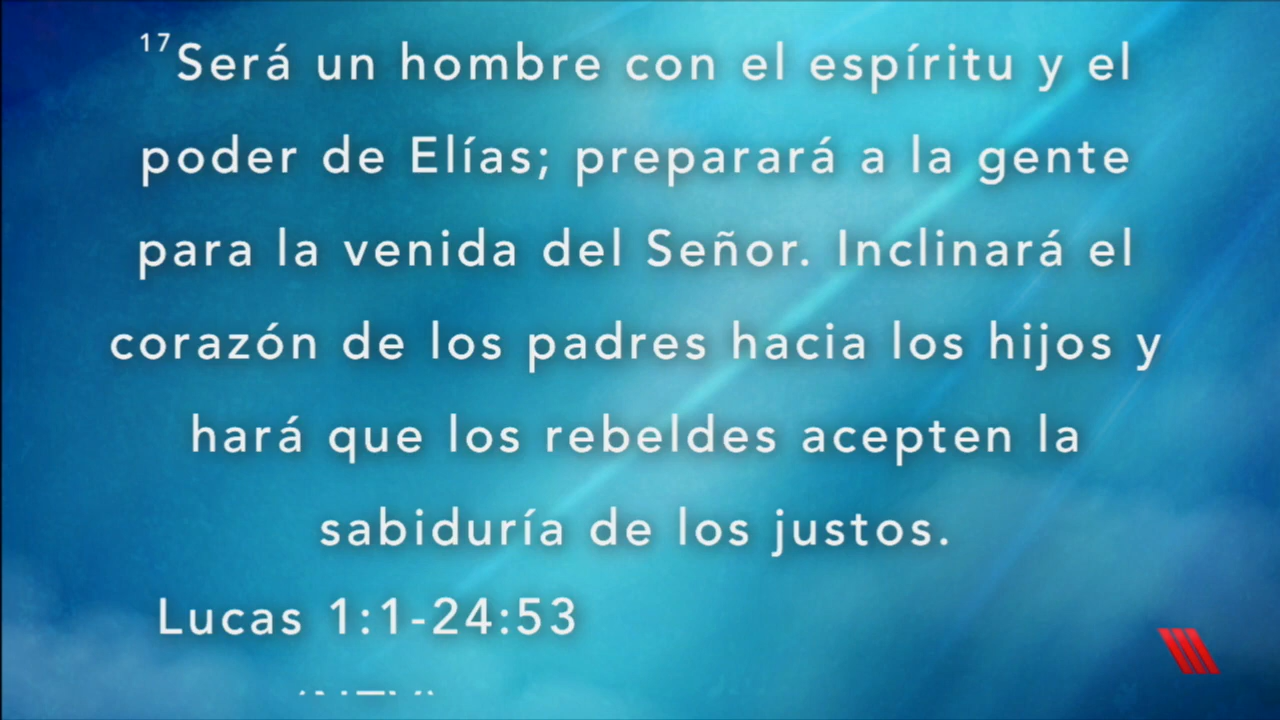 17Será un hombre con el espíritu y el
poder de Elías; preparará a la gente
para la venida del Señor. Inclinará el
corazón de los padres hacia los hijos y
hará que los rebeldes acepten la
sabiduría de los justos.
Lucas 1:1-24:53